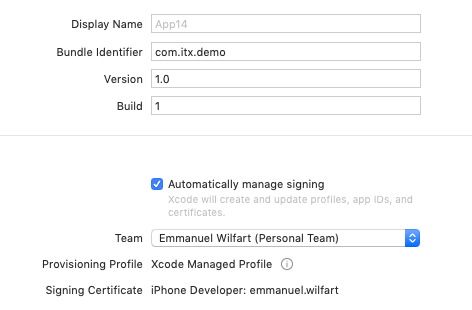 Display Name App14
Bundle Identifier com.itx.demo
Version 1.0
Build 1
Automatically manage signing
Xcode will create and update profiles, app IDs, and
certificates.
Team Emmanuel Wilfart (Personal Team)
Provisioning Profile Xcode Managed Profile
Signing Certificate iPhone Developer: emmanuel.wilfart